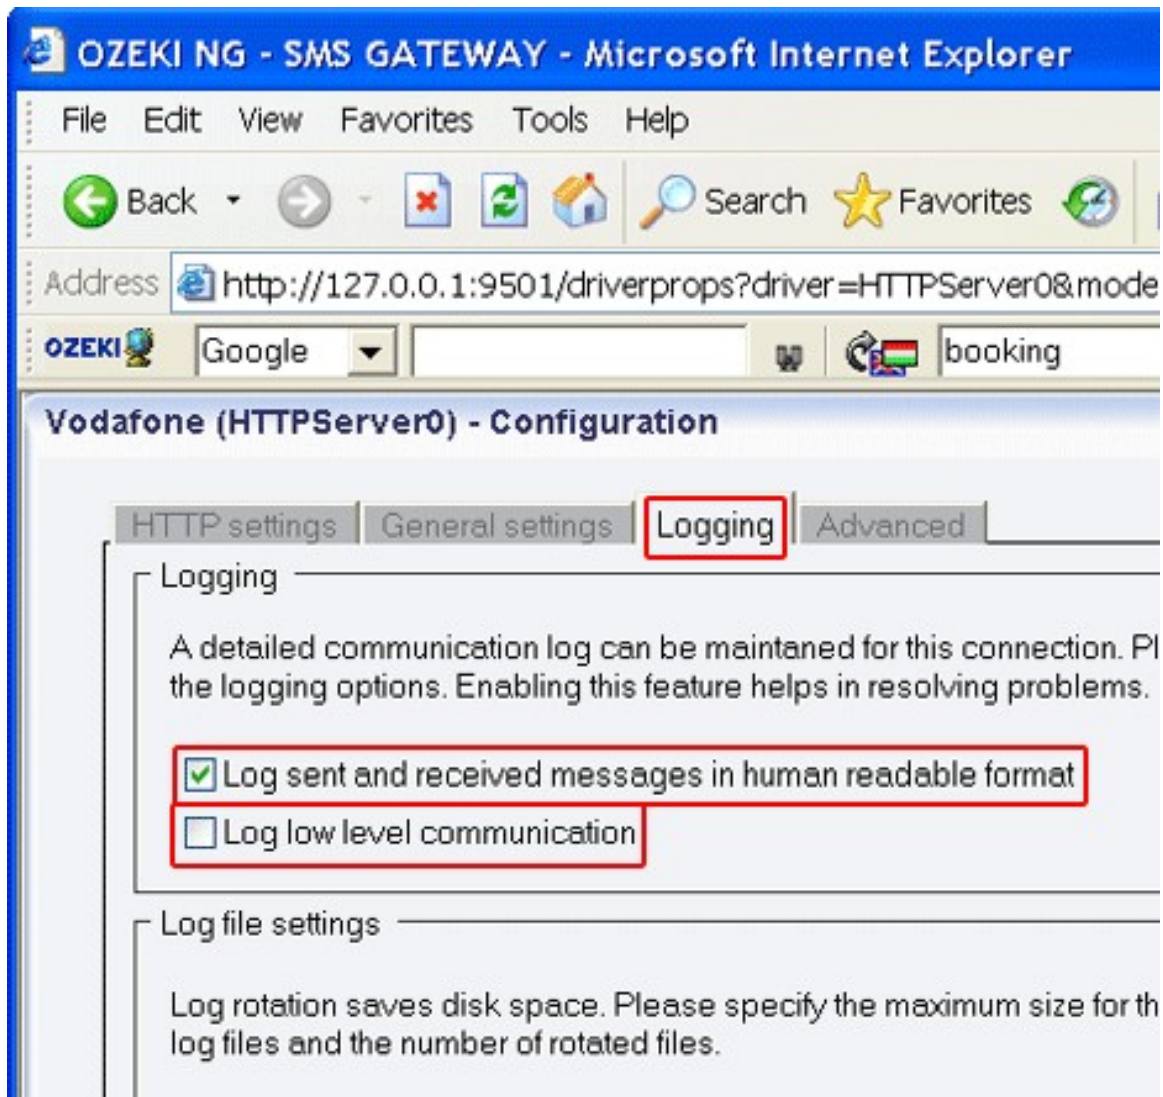 OZEKI NG - SMS GATEWAY - Microsoft Internet Explorer
File Edit View Favorites Tools Help
Back Search Favorites
Address http://127.0.0.1:9501/driverprops?driver=HTTPServer0&mode
OZEKI Google booking
Vodafone (HTTPServer0) - Configuration
HTTP settings General settings Logging Advanced
Logging
A detailed communication log can be maintaned for this connection. Pl
the logging options. Enabling this feature helps in resolving problems.
Log sent and received messages in human readable format
Log low level communication
Log file settings
Log rotation saves disk space. Please specify the maximum size for th
log files and the number of rotated files.